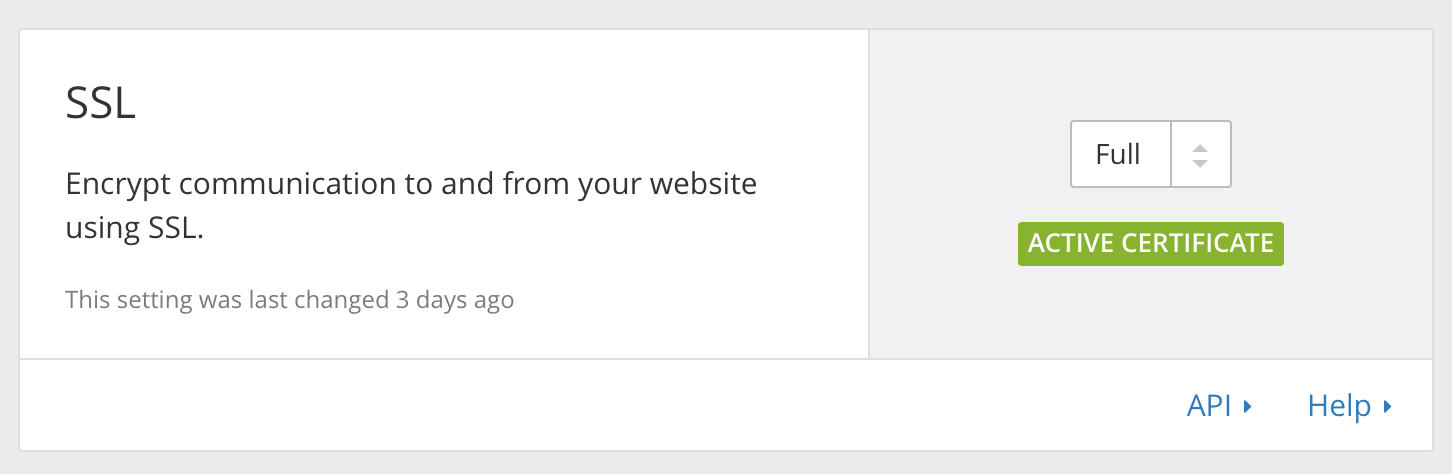 SSL
Encrypt communication to and from your website
using SSL.
This setting was last changed 3 days ago
Full
ACTIVE CERTIFICATE
API
Help